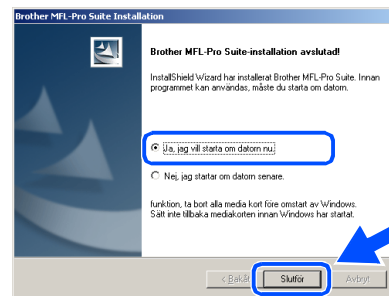 Brother MFL-Pro Suite Installation
Brother MFL-Pro Suite-installation avslutad!
InstallShield Wizard har installerat Brother MFL-Pro Suite. Innan
programmet kan användas, måste du starta om datorn.
Ja, jag vill starta om datorn nu.
Nej, jag startar om datorn senare.
funktion, ta bort alla media kort före omstart av Windows.
Sätt inte tillbaka mediakorten innan Windows har startat.
< Bakåt Slutför Avbryt